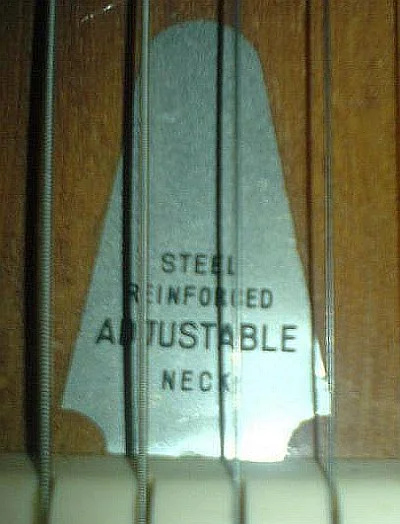 STEEL
REINFORCED
ADJUSTABLE
NECK